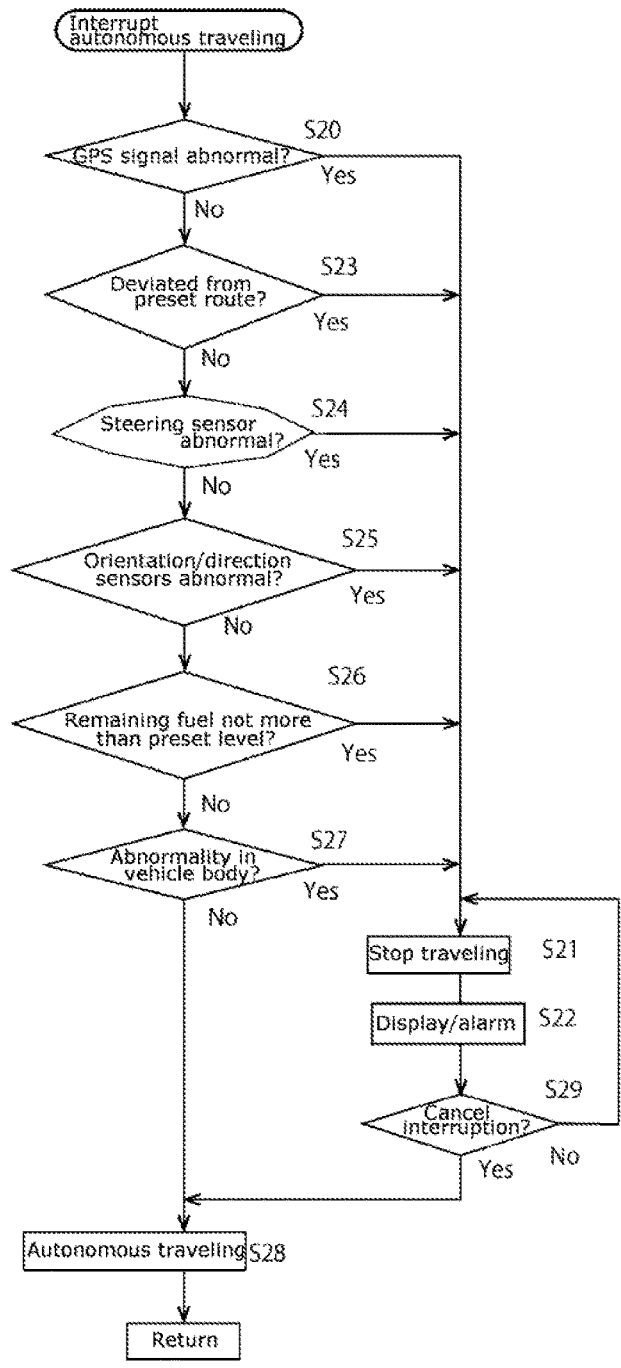 Interrupt
autonomous traveling
S20
GPS signal abnormal?
Yes
No
S23
Deviated from
preset route?
Yes
No
S24
Steering sensor
abnormal?
Yes
No
S25
Orientation/direction
sensors abnormal?
Yes
No
S26
Remaining fuel not more
than preset level?
Yes
No
S27
Abnormality in
vehicle body?
Yes
No
Stop traveling
S21
Display/alarm
S22
S29
Cancel
interruption?
Yes
No
Autonomous traveling
S28
Return